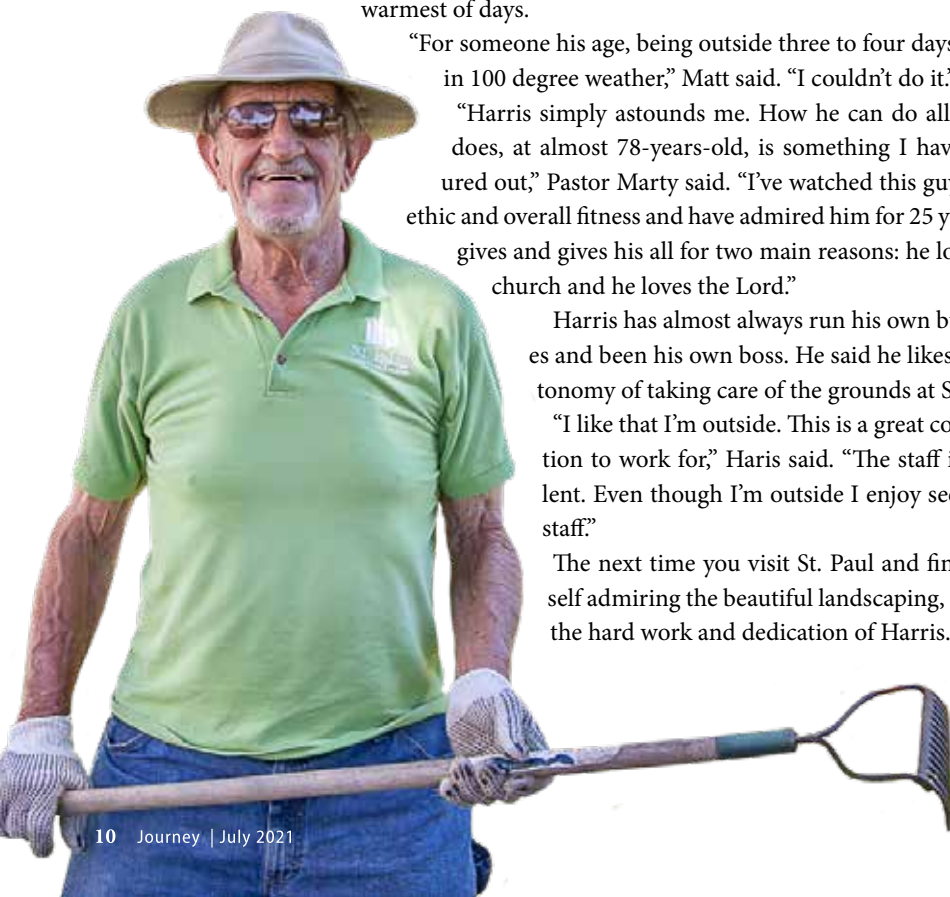 warmest of days.
“For someone his age, being outside three to four days
in 100 degree weather,” Matt said. “I couldn’t do it.”
“Harris simply astounds me. How he can do all
does, at almost 78-years-old, is something I hav
ured out,” Pastor Marty said. “I’ve watched this gu
ethic and overall fitness and have admired him for 25 y
gives and gives his all for two main reasons: he lo
church and he loves the Lord.”
Harris has almost always run his own b
es and been his own boss. He said he likes
tonomy of taking care of the grounds at S
“I like that I’m outside. This is a great co
tion to work for,” Haris said. “The staff i
lent. Even though I’m outside I enjoy se
staff.”
The next time you visit St. Paul and fin
self admiring the beautiful landscaping,
the hard work and dedication of Harris.
10 Journey | July 2021